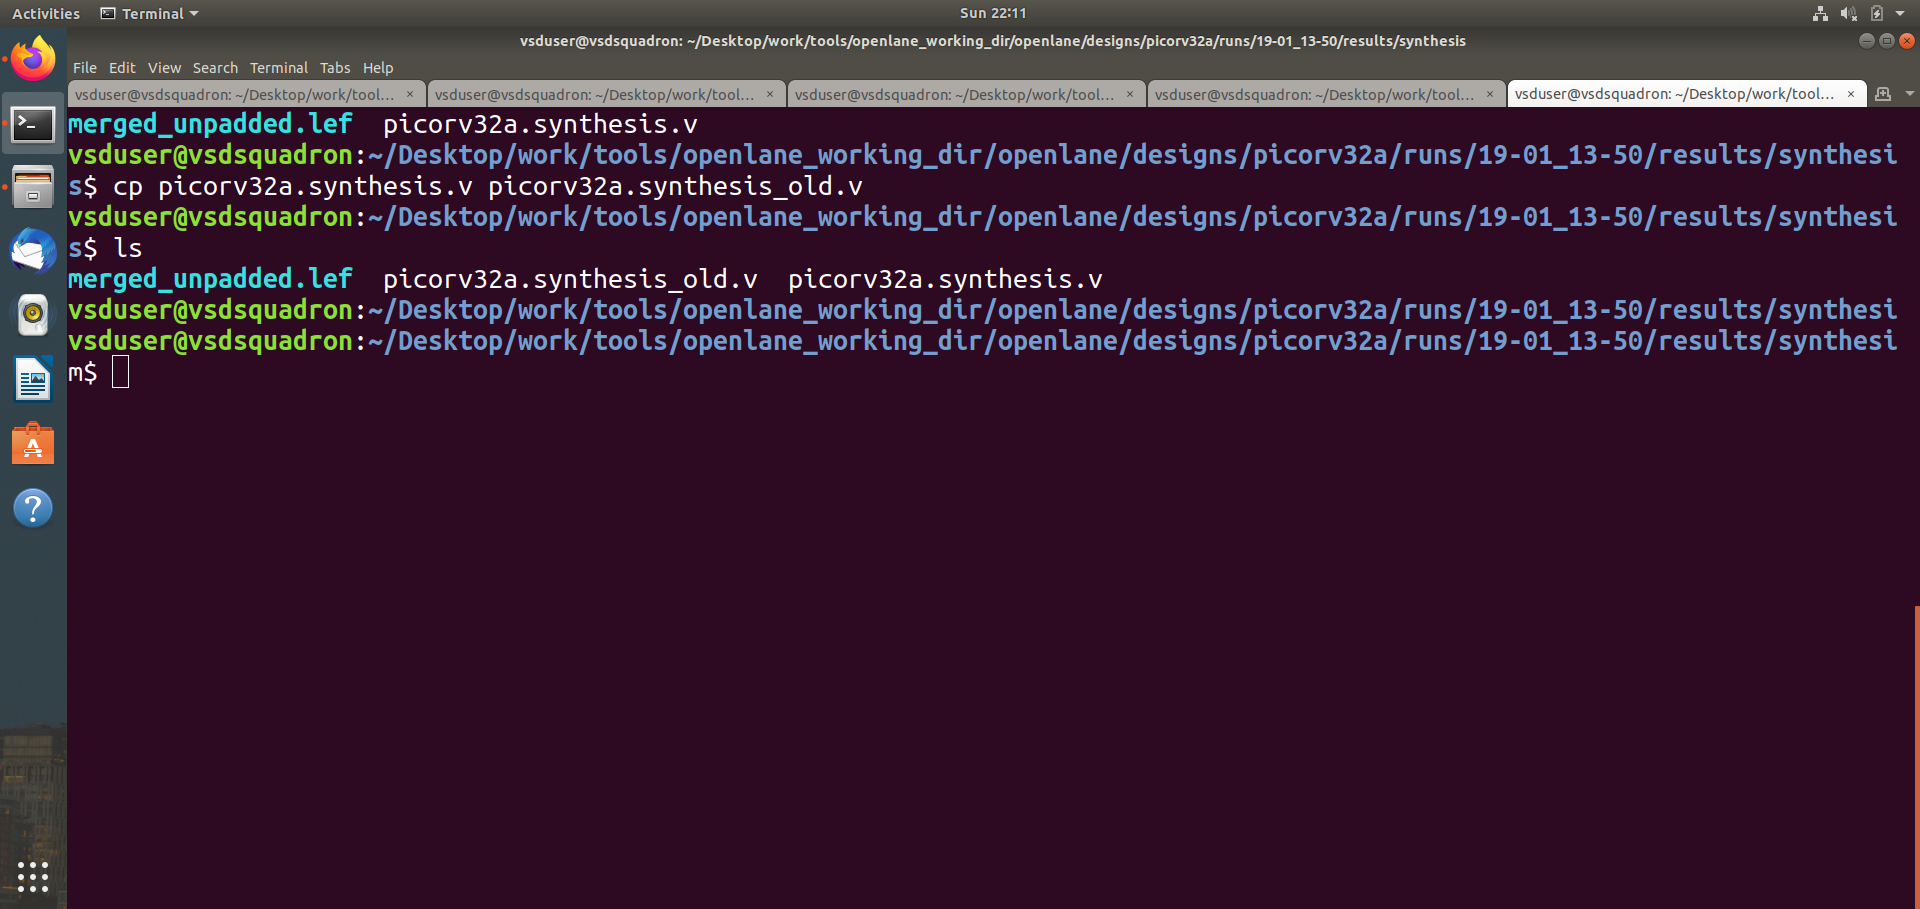 Activities Terminal Sun 22:11
vsduser@vsdsquadron: ~/Desktop/work/tools/openlane_working_dir/openlane/designs/picorv32a/runs/19-01_13-50/results/synthesis
File Edit View Search Terminal Tabs Help
vsduser@vsdsquadron: ~/Desktop/work/tool... × vsduser@vsdsquadron: ~/Desktop/work/tool... × vsduser@vsdsquadron: ~/Desktop/work/tool... × vsduser@vsdsquadron: ~/Desktop/work/tool... × vsduser@vsdsquadron: ~/Desktop/work/tool... ×
merged_unpadded.lef picorv32a.synthesis.v
vsduser@vsdsquadron:~/Desktop/work/tools/openlane_working_dir/openlane/designs/picorv32a/runs/19-01_13-50/results/synthesi
s$ cp picorv32a.synthesis.v picorv32a.synthesis_old.v
vsduser@vsdsquadron:~/Desktop/work/tools/openlane_working_dir/openlane/designs/picorv32a/runs/19-01_13-50/results/synthesi
s$ ls
merged_unpadded.lef picorv32a.synthesis_old.v picorv32a.synthesis.v
vsduser@vsdsquadron:~/Desktop/work/tools/openlane_working_dir/openlane/designs/picorv32a/runs/19-01_13-50/results/synthesi
vsduser@vsdsquadron:~/Desktop/work/tools/openlane_working_dir/openlane/designs/picorv32a/runs/19-01_13-50/results/synthesi
m$